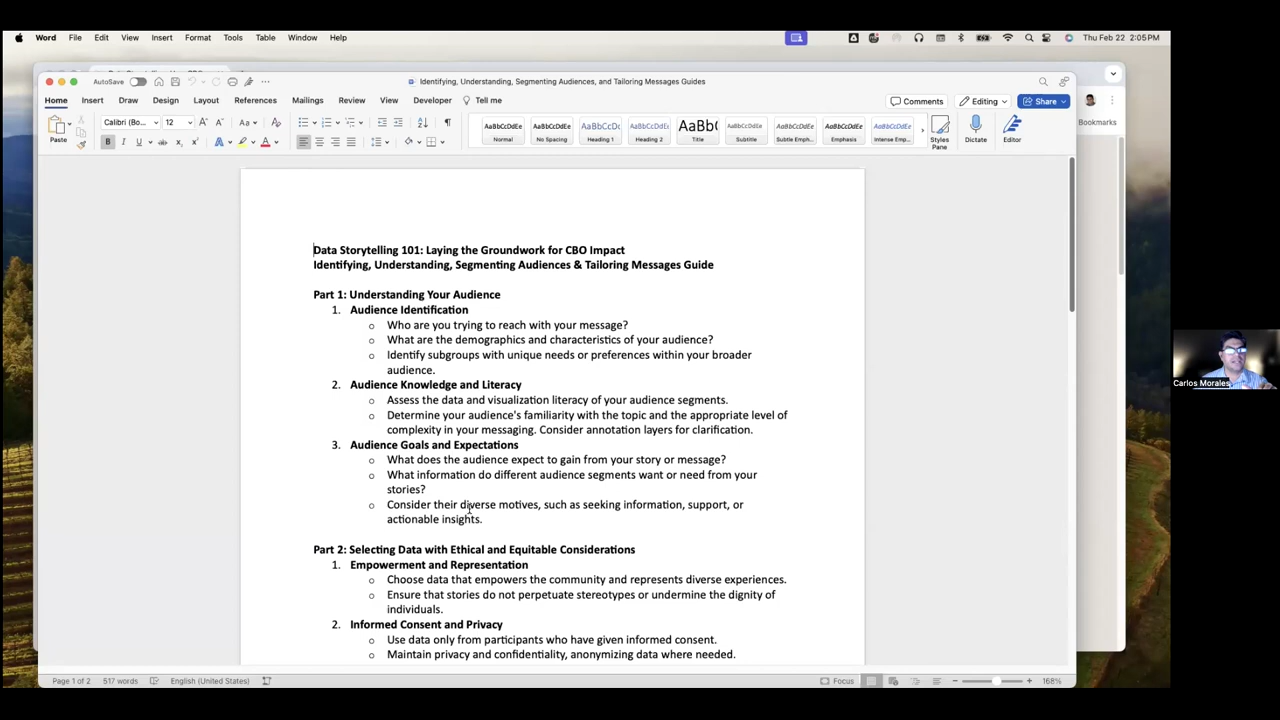 Word File Edit View Insert Format Tools Table Window Help Thu Feb 22 2:05 PM
AutoSave Identifying, Understanding, Segmenting Audiences, and Tailoring Messages Guides
Home Insert Draw Design Layout References Mailings Review View Developer Tell me Comments Editing Share
Bookmarks
Calibri (Bo... 12
Paste
AaBbCcDdEe AaBbCcDdEe AaBbCcDc AaBbCcDdE AaBb( AaBbCcDdEe AaBbCcDdEe AaBbCcDdEe AaBbCcDdEe
Normal No Spacing Heading 1 Heading 2 Title Subtitle Subtle Emph... Emphasis Intense Emp... Styles Pane Dictate Editor
Data Storytelling 101: Laying the Groundwork for CBO Impact
Identifying, Understanding, Segmenting Audiences & Tailoring Messages Guide
Part 1: Understanding Your Audience
1. Audience Identification
o Who are you trying to reach with your message?
o What are the demographics and characteristics of your audience?
o Identify subgroups with unique needs or preferences within your broader
audience.
2. Audience Knowledge and Literacy
o Assess the data and visualization literacy of your audience segments.
o Determine your audience's familiarity with the topic and the appropriate level of
complexity in your messaging. Consider annotation layers for clarification.
3. Audience Goals and Expectations
o What does the audience expect to gain from your story or message?
o What information do different audience segments want or need from your
stories?
o Consider their diverse motives, such as seeking information, support, or
actionable insights.
Part 2: Selecting Data with Ethical and Equitable Considerations
1. Empowerment and Representation
o Choose data that empowers the community and represents diverse experiences.
o Ensure that stories do not perpetuate stereotypes or undermine the dignity of
individuals.
2. Informed Consent and Privacy
o Use data only from participants who have given informed consent.
o Maintain privacy and confidentiality, anonymizing data where needed.
Page 1 of 2 517 words English (United States) Focus 168%
Carlos Morales